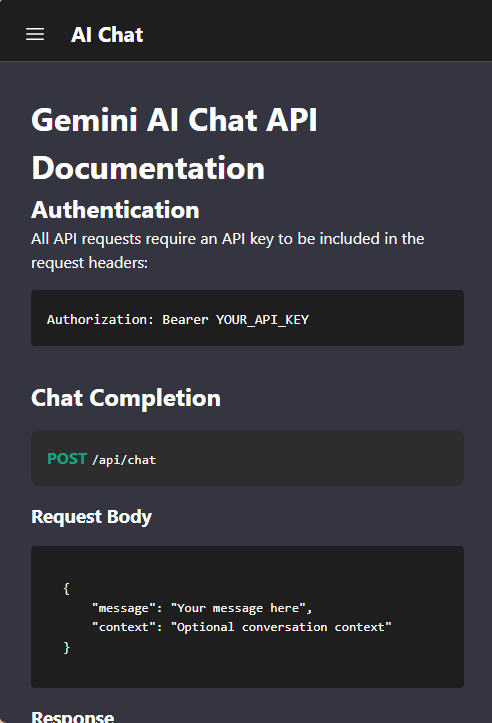 AI Chat
Gemini AI Chat API
Documentation
Authentication
All API requests require an API key to be included in the
request headers:
Authorization: Bearer YOUR_API_KEY
Chat Completion
POST /api/chat
Request Body
{
    "message": "Your message here",
    "context": "Optional conversation context"
}
Response